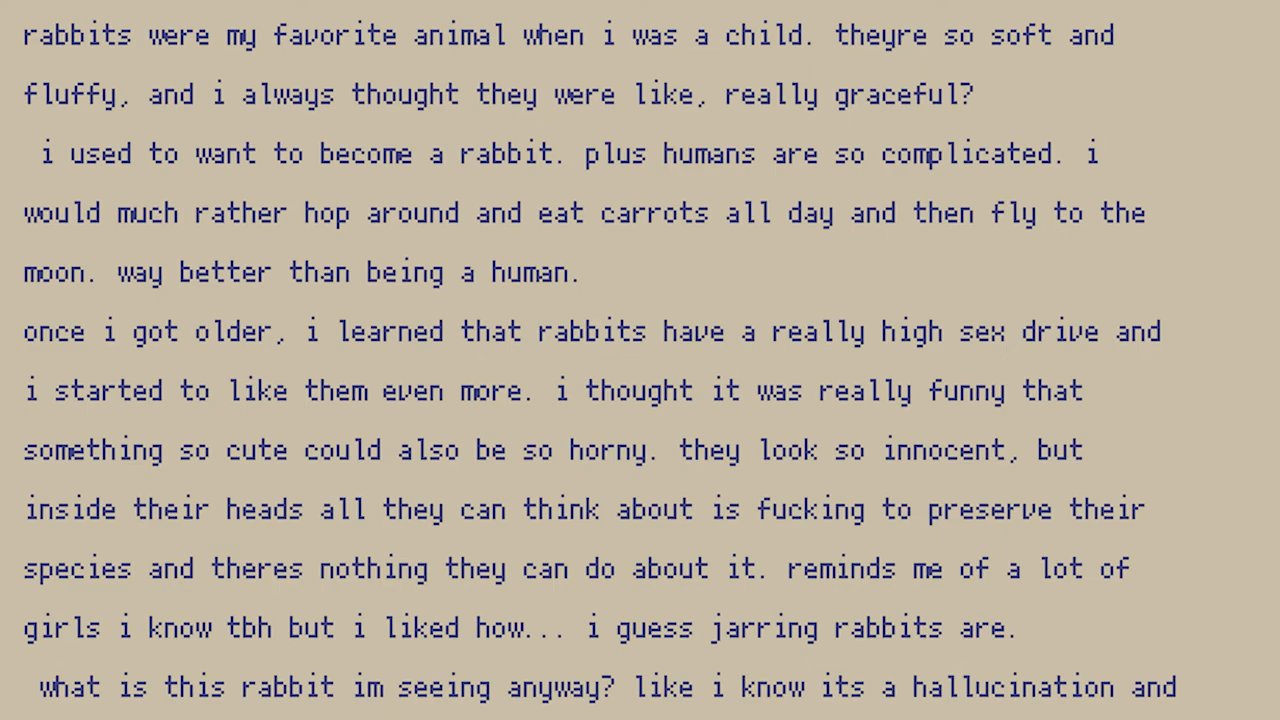 rabbits were my favorite animal when i was a child. theyre so soft and
fluffy, and i always thought they were like, really graceful?
i used to want to become a rabbit. plus humans are so complicated. i
would much rather hop around and eat carrots all day and then fly to the
moon. way better than being a human.
once i got older, i learned that rabbits have a really high sex drive and
i started to like them even more. i thought it was really funny that
something so cute could also be so horny. they look so innocent, but
inside their heads all they can think about is fucking to preserve their
species and theres nothing they can do about it. reminds me of a lot of
girls i know tbh but i liked how... i guess jarring rabbits are.
what is this rabbit im seeing anyway? like i know its a hallucination and